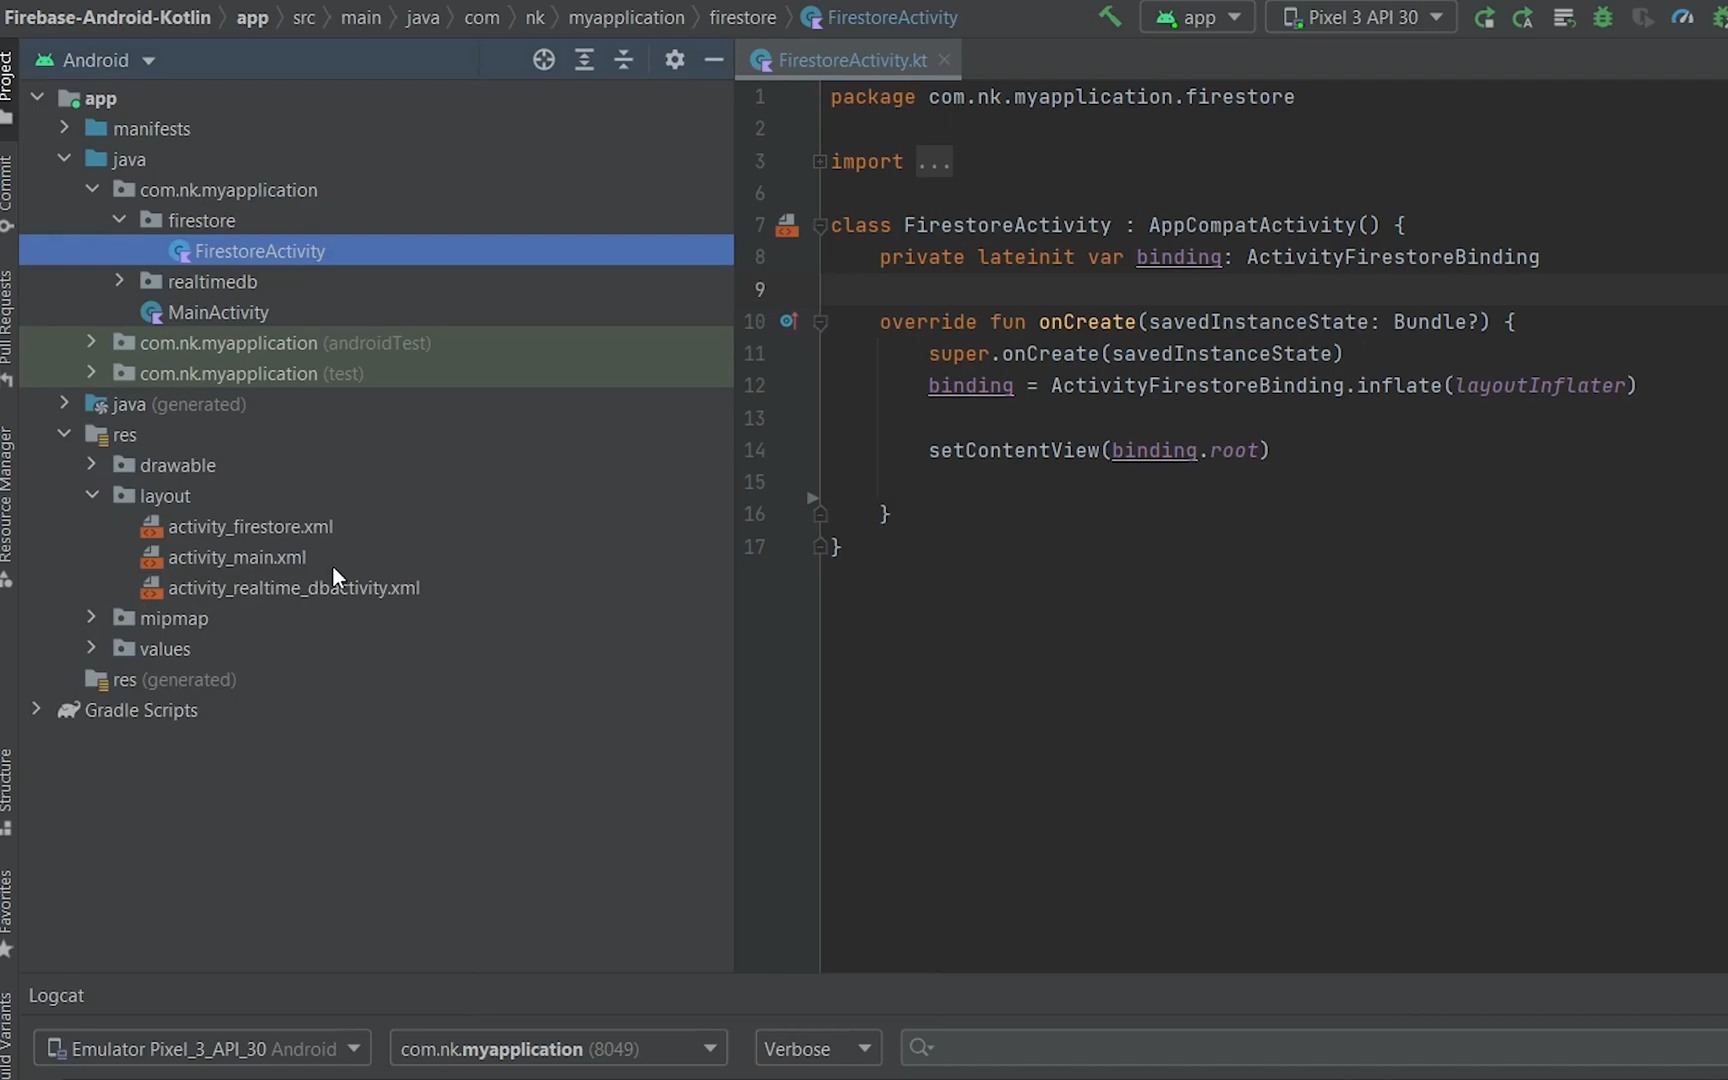 Firebase-Android-Kotlin app src main java com nk myapplication firestore FirestoreActivity app Pixel 3 API 30
Project
Commit
Pull Requests
Resource Manager
Structure
Favorites
Android
app
manifests
java
com.nk.myapplication
firestore
FirestoreActivity
realtimedb
MainActivity
com.nk.myapplication (androidTest)
com.nk.myapplication (test)
java (generated)
res
drawable
layout
activity_firestore.xml
activity_main.xml
activity_realtime_dbactivity.xml
mipmap
values
res (generated)
Gradle Scripts
FirestoreActivity.kt
1 package com.nk.myapplication.firestore
2
3 import ...
6
7 class FirestoreActivity : AppCompatActivity() {
8 private lateinit var binding: ActivityFirestoreBinding
9
10 override fun onCreate(savedInstanceState: Bundle?) {
11 super.onCreate(savedInstanceState)
12 binding = ActivityFirestoreBinding.inflate(layoutInflater)
13
14 setContentView(binding.root)
15
16 }
17 }
Logcat
Emulator Pixel_3_API_30 Android com.nk.myapplication (8049) Verbose